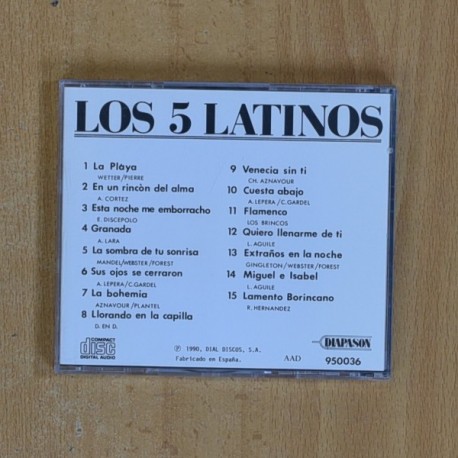 LOS 5 LATINOS
1 La Plàya
WETTER/PIERRE
2 En un rincòn del alma
A. CORTEZ
3 Esta noche me emborracho
E. DISCEPOLO
4 Granada
A. LARA
5 La sombra de tu sonrisa
MANDEL/WEBSTER/FOREST
6 Sus ojos se cerraron
A. LEPERA/C. GARDEL
7 La bohemia
AZNAVOUR/PLANTEL
8 Llorando en la capilla
D. EN D.
9 Venecia sin ti
CH. AZNAVOUR
10 Cuesta abajo
A. LEPERA/C. GARDEL
11 Flamenco
LOS BRINCOS
12 Quiero llenarme de ti
L. AGUILE
13 Extraños en la noche
GINGLETON/WEBSTER/FOREST
14 Miguel e Isabel
L. AGUILE
15 Lamento Borincano
R. HERNANDEZ
COMPACT
disc
DIGITAL AUDIO
℗ 1990, DIAL DISCOS, S.A.
Fabricado en España.
AAD
DIAPASON
950036